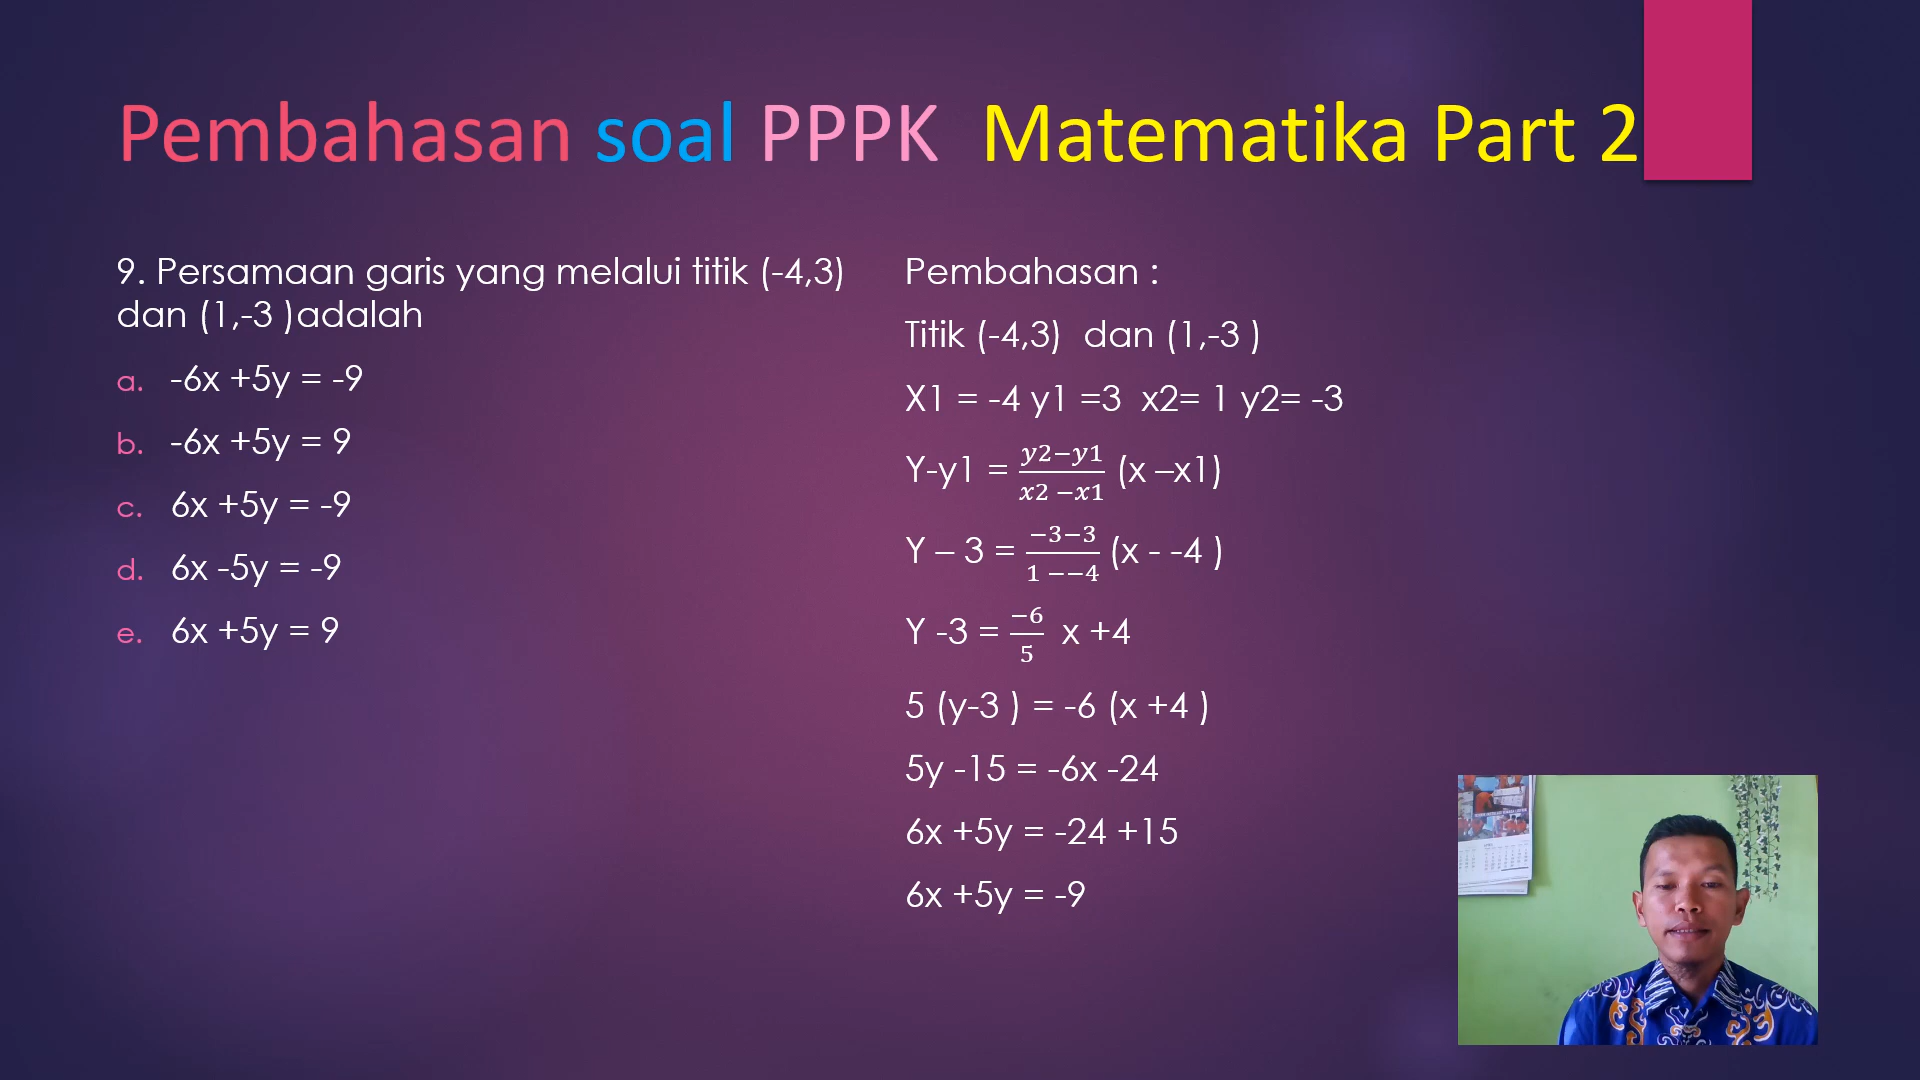 Pembahasan soal PPPK Matematika Part 2
9. Persamaan garis yang melalui titik (-4,3)
dan (1,-3 )adalah
a. -6x +5y = -9
b. -6x +5y = 9
c. 6x +5y = -9
d. 6x -5y = -9
e. 6x +5y = 9
Pembahasan :
Titik (-4,3) dan (1,-3 )
X1 = -4 y1 =3 x2= 1 y2= -3
Y-y1 = \frac{y2−y1}{x2 −x1} (x –x1)
Y – 3 = \frac{−3−3}{1 −−4} (x - -4 )
Y -3 = \frac{−6}{5} x +4
5 (y-3 ) = -6 (x +4 )
5y -15 = -6x -24
6x +5y = -24 +15
6x +5y = -9